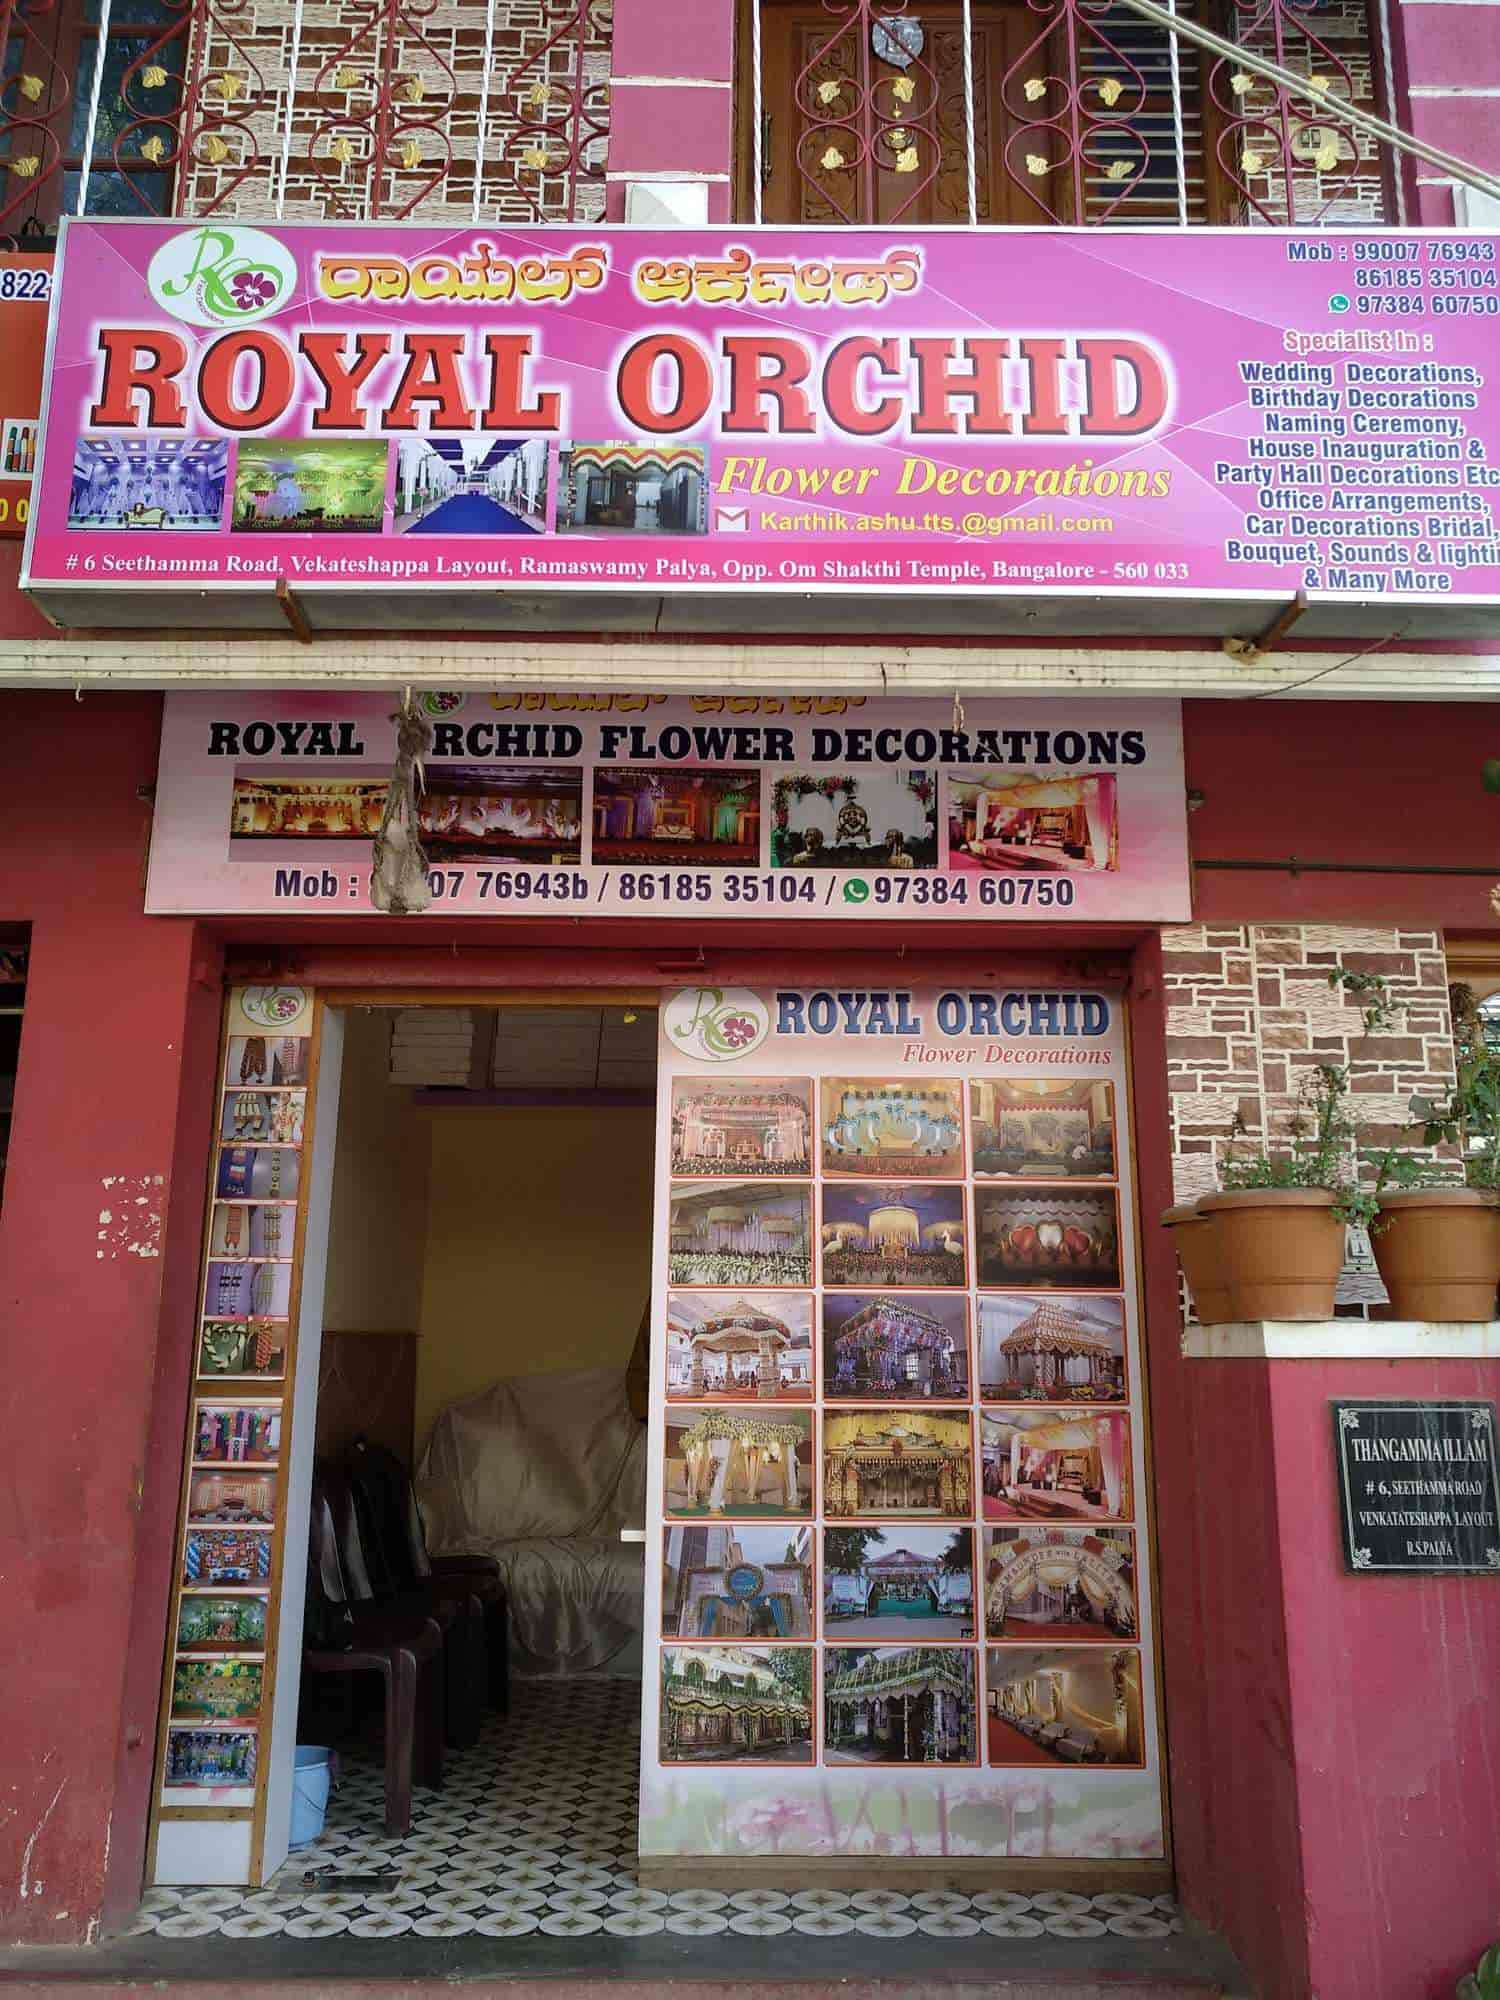 822
ರಾಯಲ್ ಆರ್ಕೇಡ್
ROYAL ORCHID
Flower Decorations
Karthik.ashu.tts.@gmail.com
# 6 Seethamma Road, Vekateshappa Layout, Ramaswamy Palya, Opp. Om Shakthi Temple, Bangalore - 560 033
Mob : 99007 76943
86185 35104
97384 60750
Specialist In :
Wedding Decorations,
Birthday Decorations
Naming Ceremony,
House Inauguration &
Party Hall Decorations Etc
Office Arrangements,
Car Decorations Bridal,
Bouquet, Sounds &
& Many More
ರಾಯಲ್ ಆರ್ಕೇಡ್
ROYAL RCHID FLOWER DECORATIONS
Mob : 07 76943b / 86185 35104 / 97384 60750
ROYAL ORCHID
Flower Decorations
THANGAMMA ILLAM
# 6, SEETHAMMA ROAD
VENKATATESHAPPA LAYOUT
R.S.PALYA